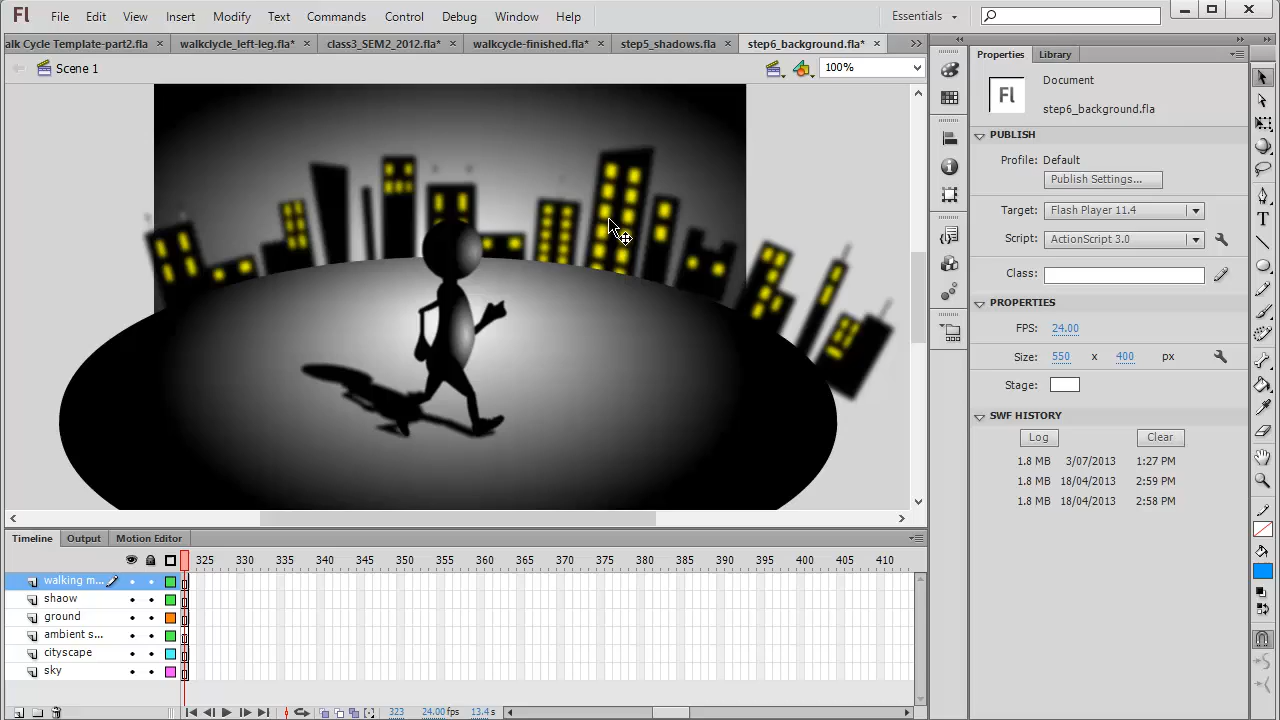 Fl File Edit View Insert Modify Text Commands Control Debug Window Help Essentials
alk Cycle Template-part2.fla × walkclycle_left-leg.fla* × class3_SEM2_2012.fla* × walkcycle-finished.fla* × step5_shadows.fla × step6_background.fla* ×
Scene 1 100%
Properties Library
Document
Fl
step6_background.fla
PUBLISH
Profile: Default
Publish Settings...
Target: Flash Player 11.4
Script: ActionScript 3.0
Class:
PROPERTIES
FPS: 24.00
Size: 550 x 400 px
Stage:
SWF HISTORY
Log Clear
1.8 MB 3/07/2013 1:27 PM
1.8 MB 18/04/2013 2:59 PM
1.8 MB 18/04/2013 2:58 PM
Timeline Output Motion Editor
325 330 335 340 345 350 355 360 365 370 375 380 385 390 395 400 405 410
walking m...
shaow
ground
ambient s...
cityscape
sky
323 24.00 fps 13.4 s